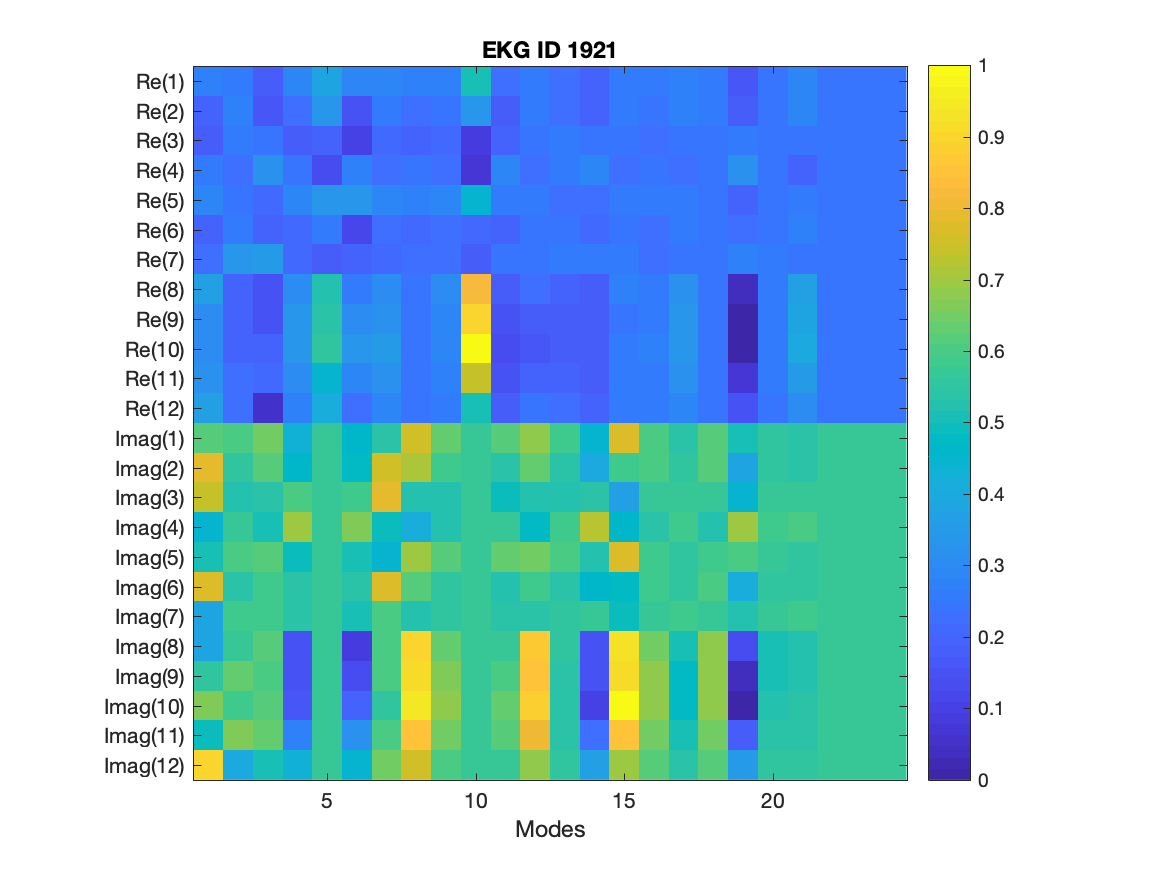 EKG ID 1921
Re(1)
Re(2)
Re(3)
Re(4)
Re(5)
Re(6)
Re(7)
Re(8)
Re(9)
Re(10)
Re(11)
Re(12)
Imag(1)
Imag(2)
Imag(3)
Imag(4)
Imag(5)
Imag(6)
Imag(7)
Imag(8)
Imag(9)
Imag(10)
Imag(11)
Imag(12)
5 10 15 20
Modes
1
0.9
0.8
0.7
0.6
0.5
0.4
0.3
0.2
0.1
0